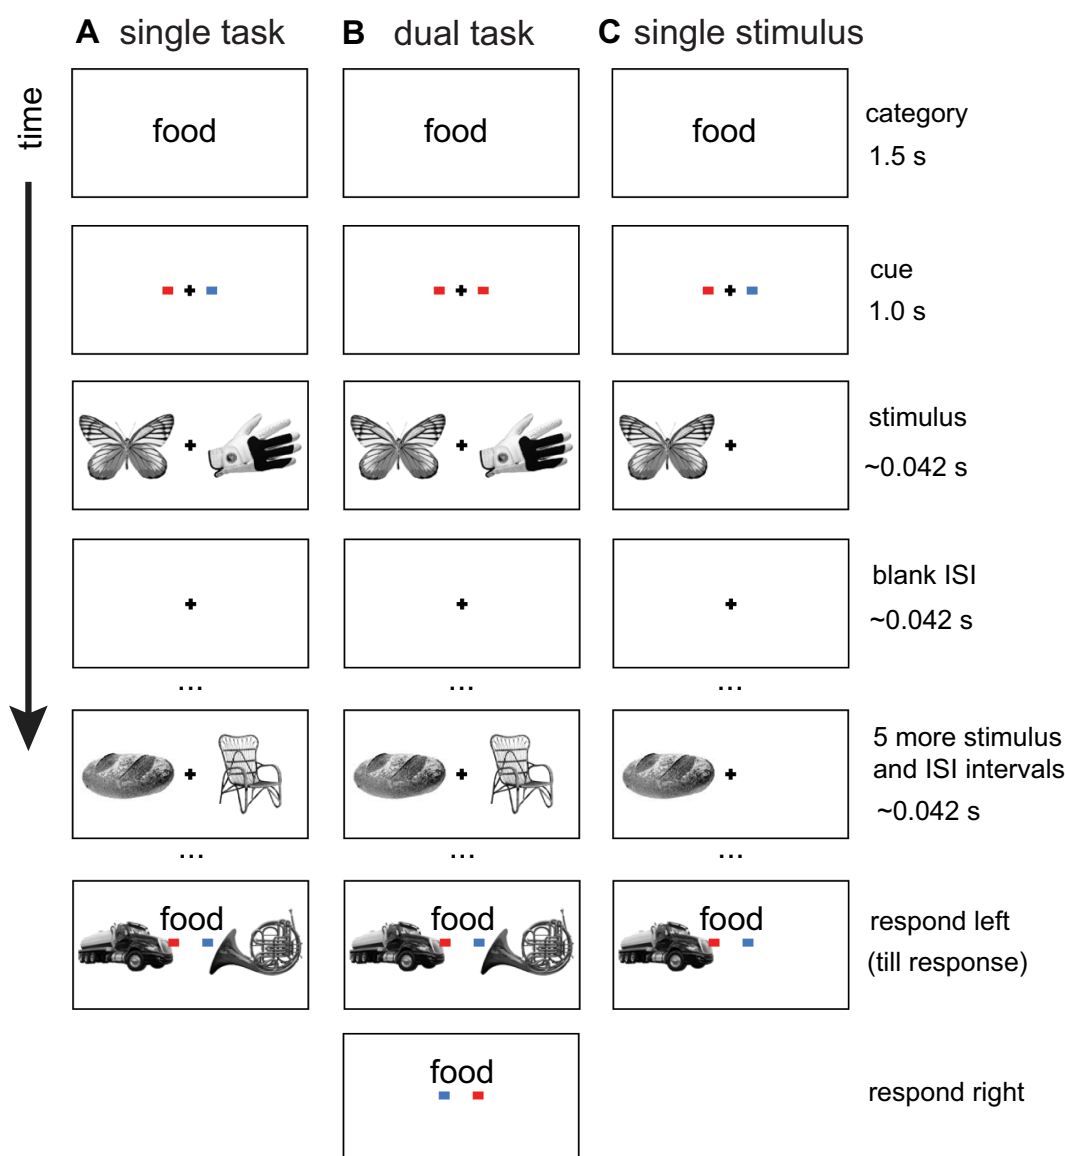 A single task
B dual task
C single stimulus
time
food
food
food
category
1.5 s
cue
1.0 s
stimulus
~0.042 s
blank ISI
~0.042 s
...
...
...
5 more stimulus
and ISI intervals
~0.042 s
...
...
...
food
food
food
respond left
(till response)
food
respond right